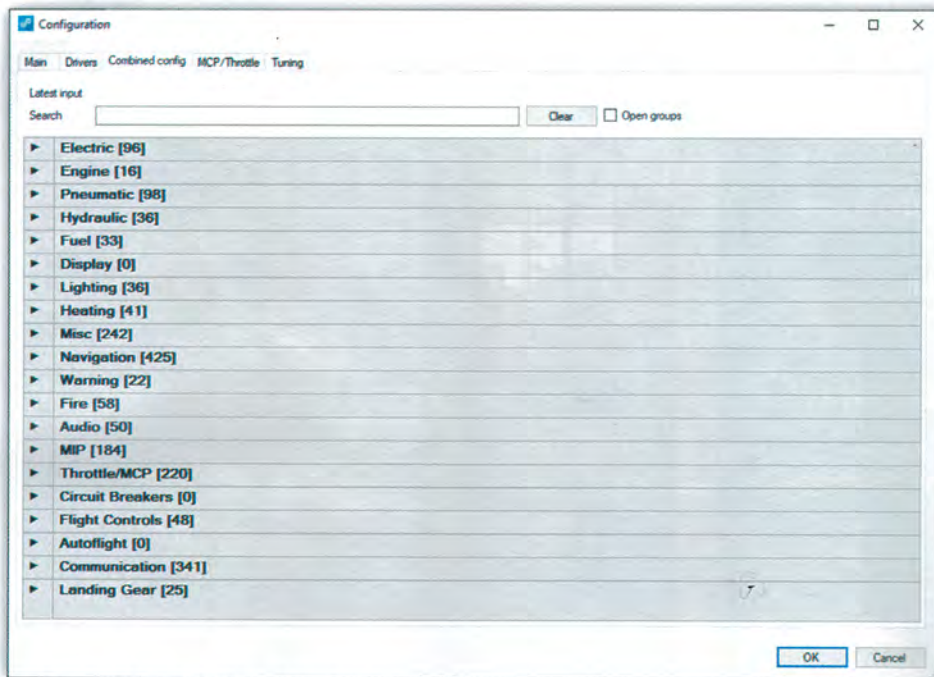 Configuration
Main Drivers Combined config MCP/Throttle Tuning
Latest input
Search Clear Open groups
Electric [96]
Engine [16]
Pneumatic [98]
Hydraulic [36]
Fuel [33]
Display [0]
Lighting [36]
Heating [41]
Misc [242]
Navigation [425]
Warning [22]
Fire [58]
Audio [50]
MIP [184]
Throttle/MCP [220]
Circuit Breakers [0]
Flight Controls [48]
Autoflight [0]
Communication [341]
Landing Gear [25]
OK Cancel